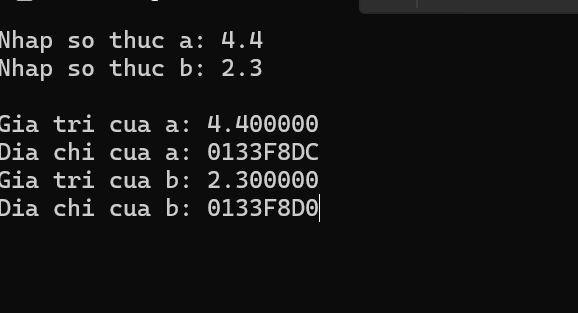 Nhap so thuc a: 4.4
Nhap so thuc b: 2.3
Gia tri cua a: 4.400000
Dia chi cua a: 0133F8DC
Gia tri cua b: 2.300000
Dia chi cua b: 0133F8D0